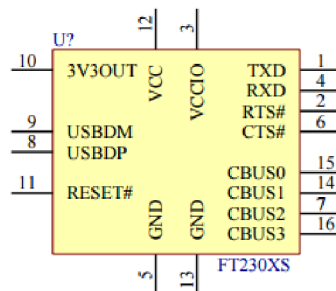 12 3
U?
10 3V3OUT VCC VCCIO TXD 1
RXD 4
RTS# 2
9 USBDM CTS# 6
8 USBDP
CBUS0 15
11 RESET# CBUS1 14
CBUS2 7
GND GND CBUS3 16
5 13 FT230XS